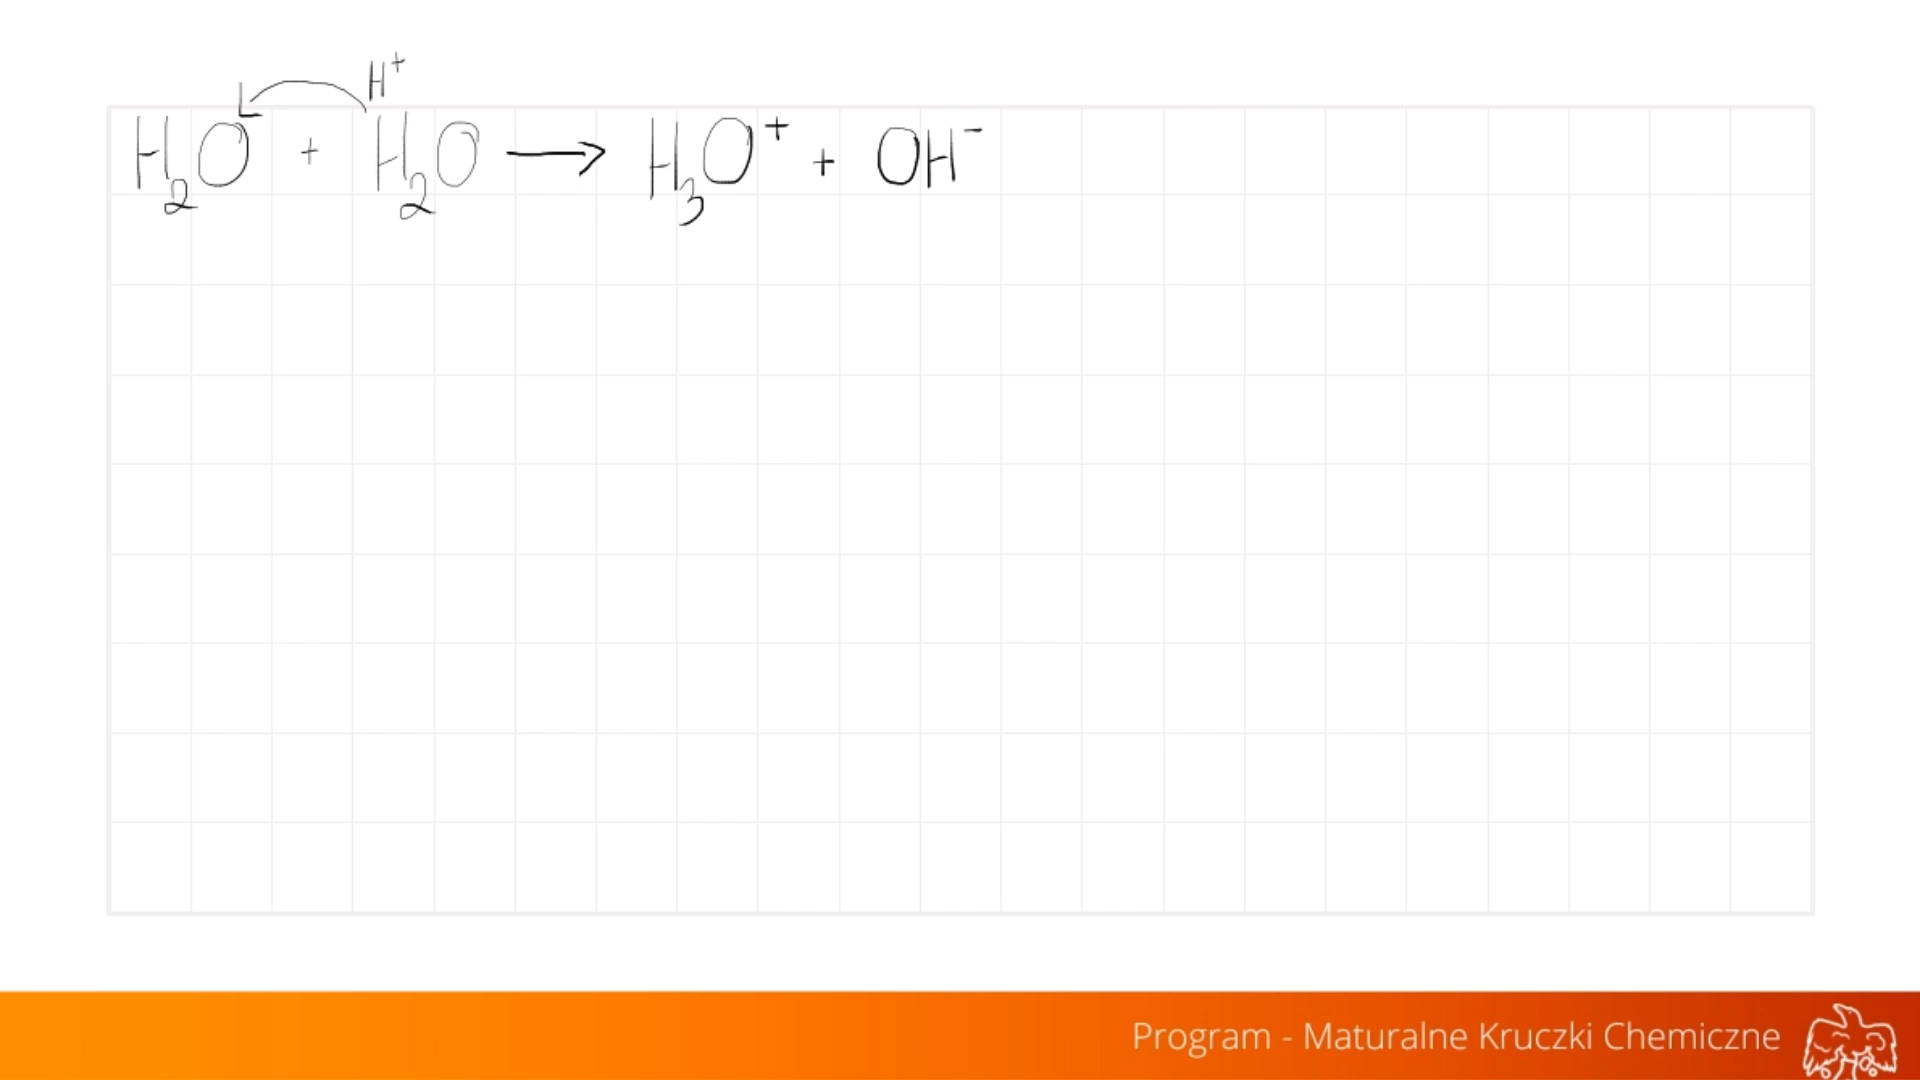 H⁺
H₂O + H₂O → H₃O⁺ + OH⁻
Program - Maturalne Kruczki Chemiczne